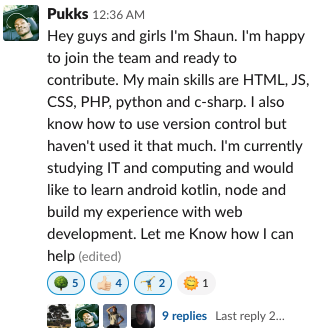 Pukks 12:36 AM
Hey guys and girls I'm Shaun. I'm happy
to join the team and ready to
contribute. My main skills are HTML, JS,
CSS, PHP, python and c-sharp. I also
know how to use version control but
haven't used it that much. I'm currently
studying IT and computing and would
like to learn android kotlin, node and
build my experience with web
development. Let me Know how I can
help (edited)
5 4 2 1
9 replies Last reply 2...